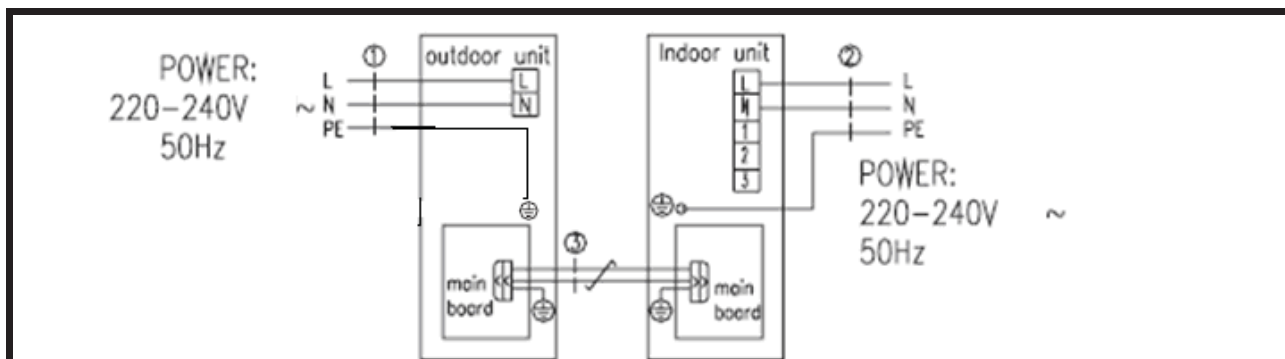 POWER:
220-240V ~
50Hz
①
L
N
PE
outdoor unit
L
N
main
board
③
Indoor unit
L
N
1
2
3
main
board
②
L
N
PE
POWER:
220-240V ~
50Hz